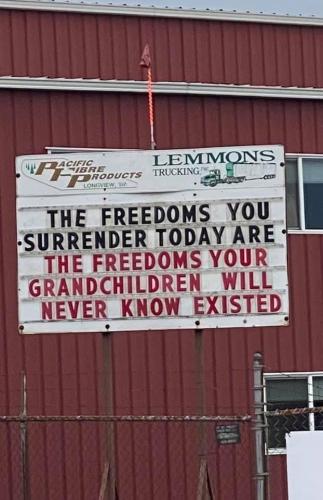 PACIFIC
FIBRE
PRODUCTS
LONGVIEW, WA
LEMMONS
TRUCKING, INC
THE FREEDOMS YOU
SURRENDER TODAY ARE
THE FREEDOMS YOUR
GRANDCHILDREN WILL
NEVER KNOW EXISTED